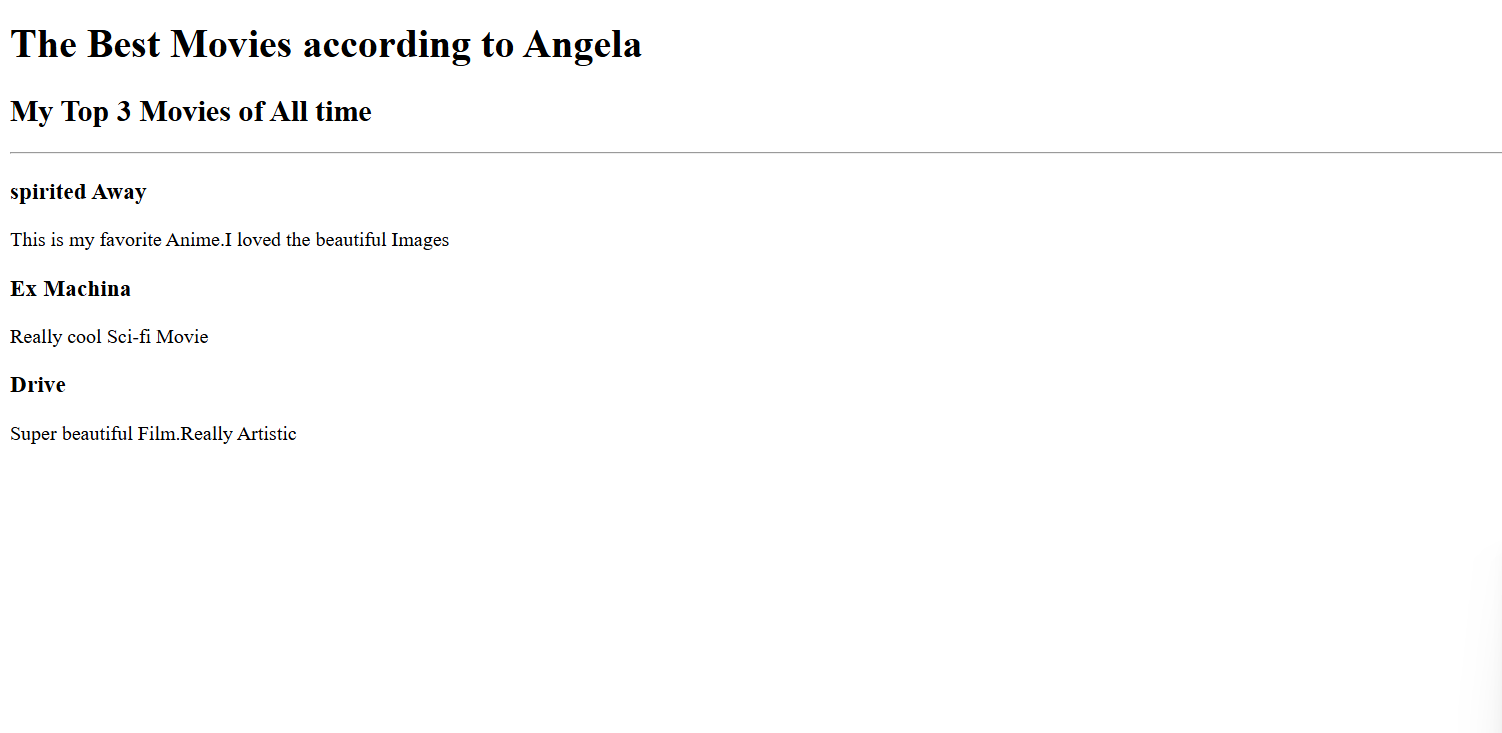 The Best Movies according to Angela
My Top 3 Movies of All time
spirited Away
This is my favorite Anime.I loved the beautiful Images
Ex Machina
Really cool Sci-fi Movie
Drive
Super beautiful Film.Really Artistic